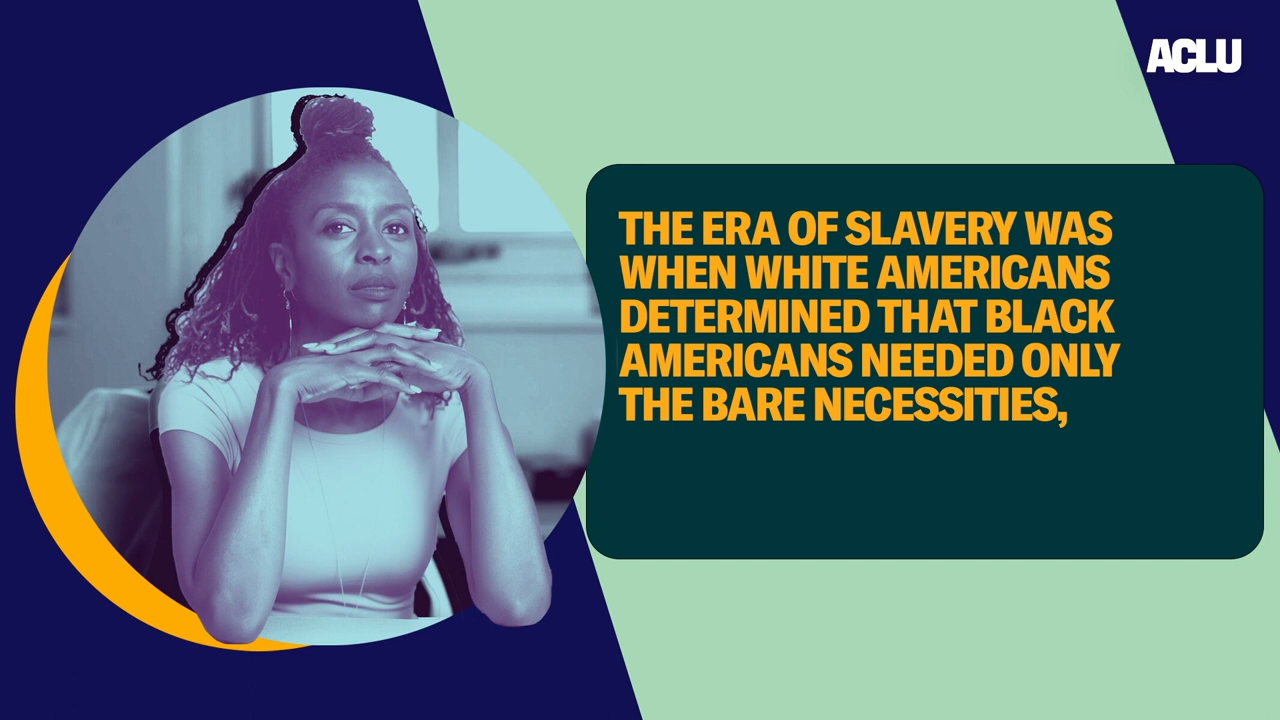 ACLU
THE ERA OF SLAVERY WAS
WHEN WHITE AMERICANS
DETERMINED THAT BLACK
AMERICANS NEEDED ONLY
THE BARE NECESSITIES,